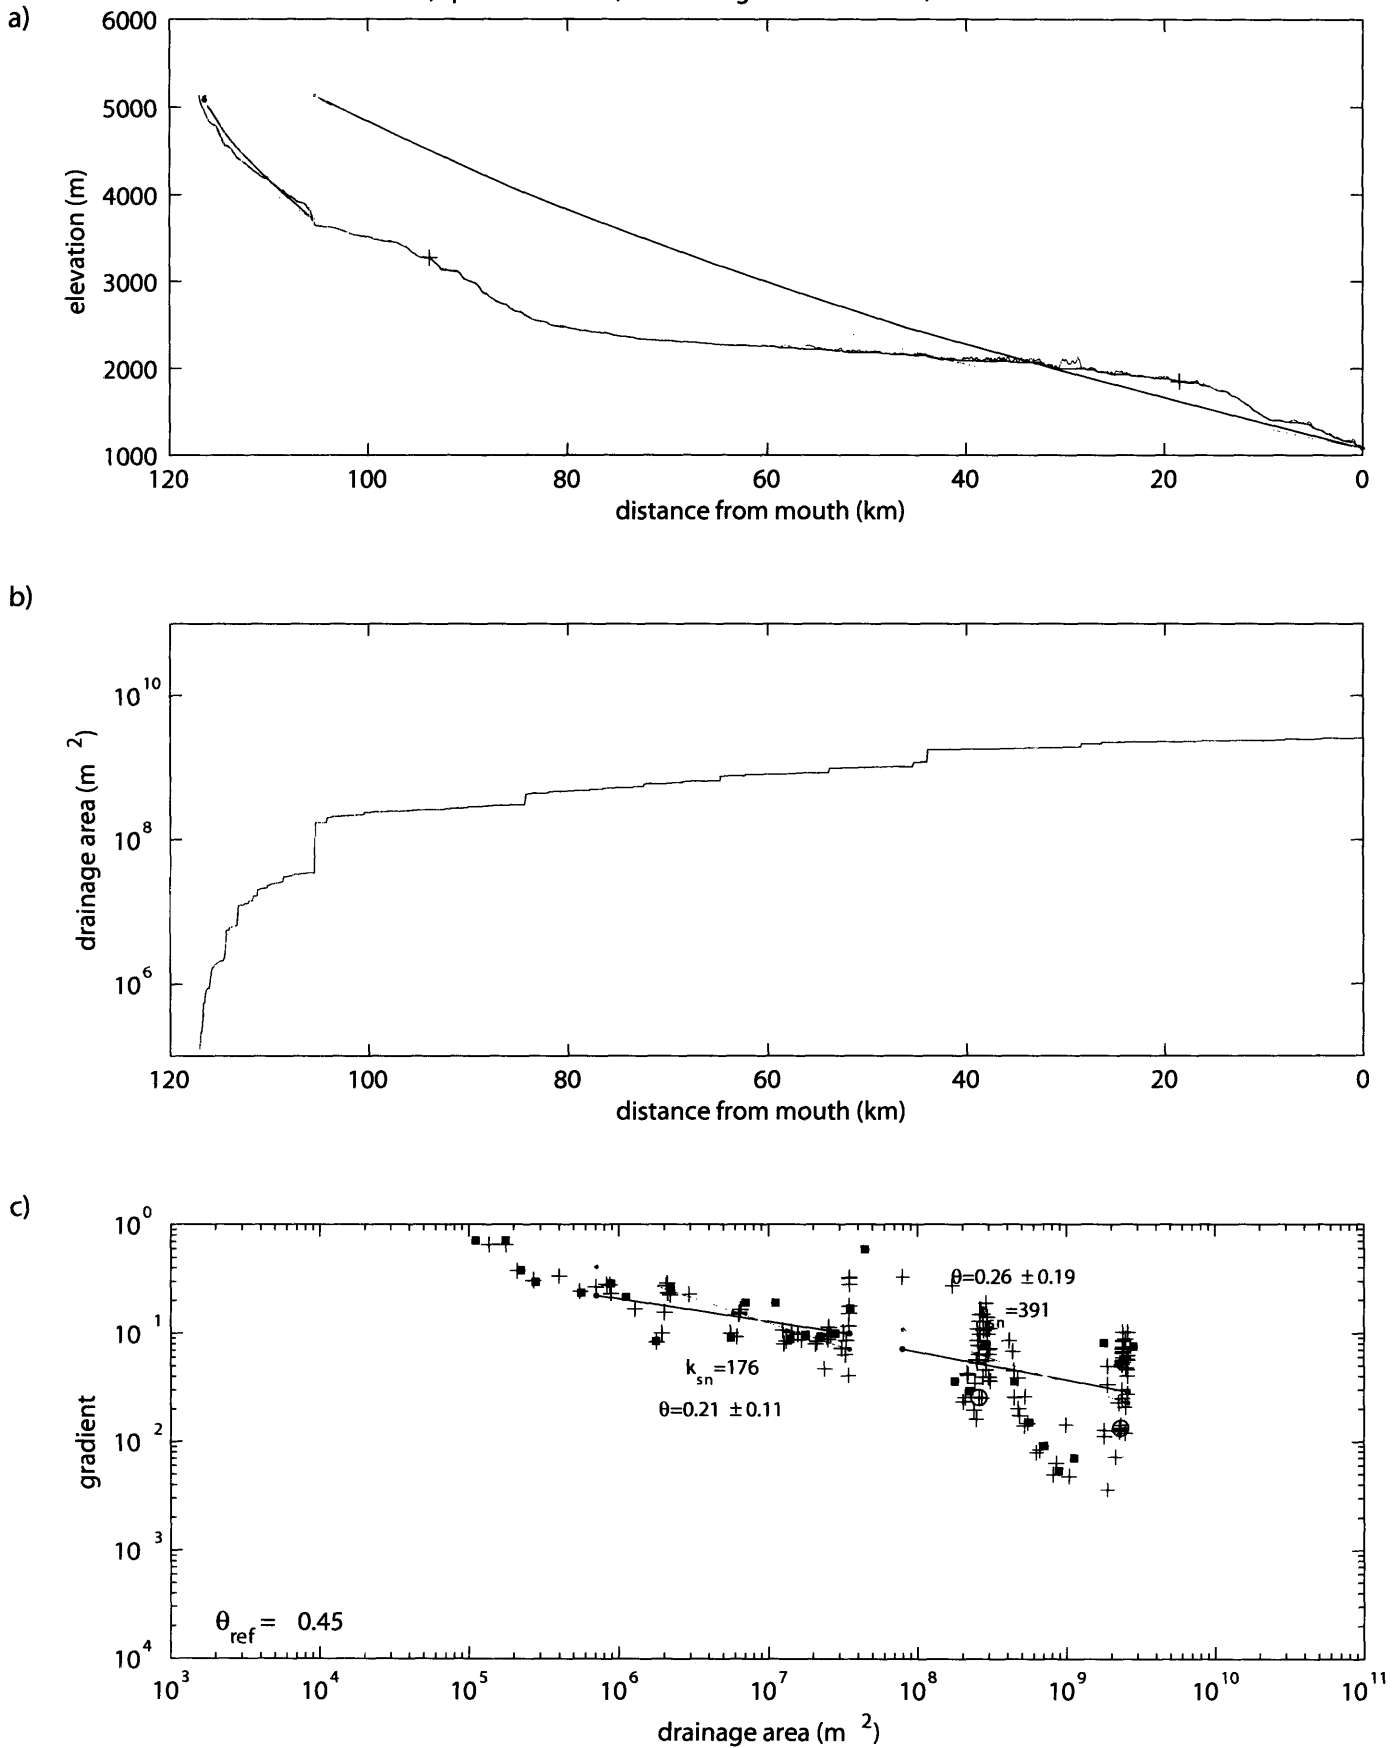 a)
6000
5000
4000
3000
2000
1000
elevation (m)
120 100 80 60 40 20 0
distance from mouth (km)
b)
10^10
10^8
10^6
drainage area (m^2)
120 100 80 60 40 20 0
distance from mouth (km)
c)
10^0
10^1
10^2
10^3
10^4
gradient
θ=0.26 ±0.19
sn =391
k_sn=176
θ=0.21 ±0.11
θ_ref = 0.45
10^3 10^4 10^5 10^6 10^7 10^8 10^9 10^10 10^11
drainage area (m^2)